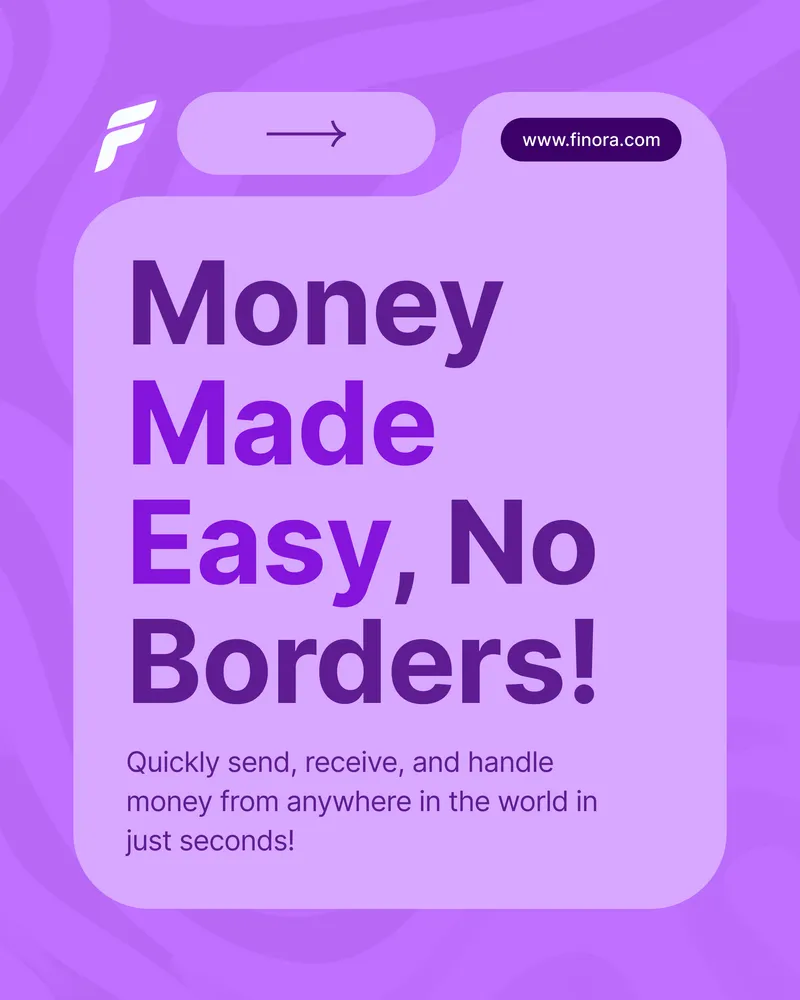 www.finora.com
Money
Made
Easy, No
Borders!
Quickly send, receive, and handle
money from anywhere in the world in
just seconds!